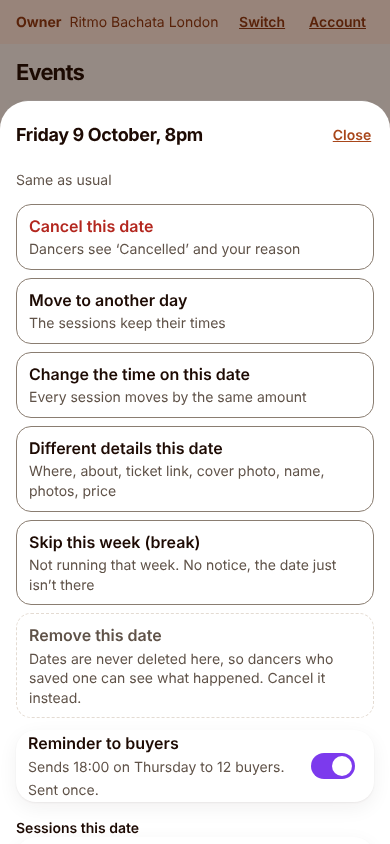 Owner Ritmo Bachata London Switch Account
Events
Friday 9 October, 8pm Close
Same as usual
Cancel this date
Dancers see ‘Cancelled’ and your reason
Move to another day
The sessions keep their times
Change the time on this date
Every session moves by the same amount
Different details this date
Where, about, ticket link, cover photo, name,
photos, price
Skip this week (break)
Not running that week. No notice, the date just
isn’t there
Remove this date
Dates are never deleted here, so dancers who
saved one can see what happened. Cancel it
instead.
Reminder to buyers
Sends 18:00 on Thursday to 12 buyers.
Sent once.
Sessions this date